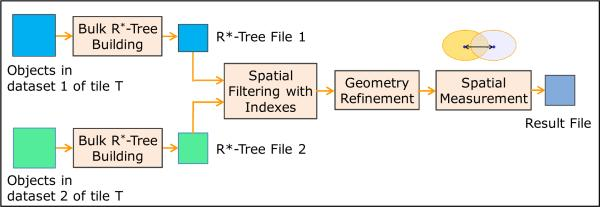 Bulk R*-Tree
Building
R*-Tree File 1
Objects in
dataset 1 of tile T
Spatial
Filtering with
Indexes
Geometry
Refinement
Spatial
Measurement
Result File
Bulk R*-Tree
Building
R*-Tree File 2
Objects in
dataset 2 of tile T